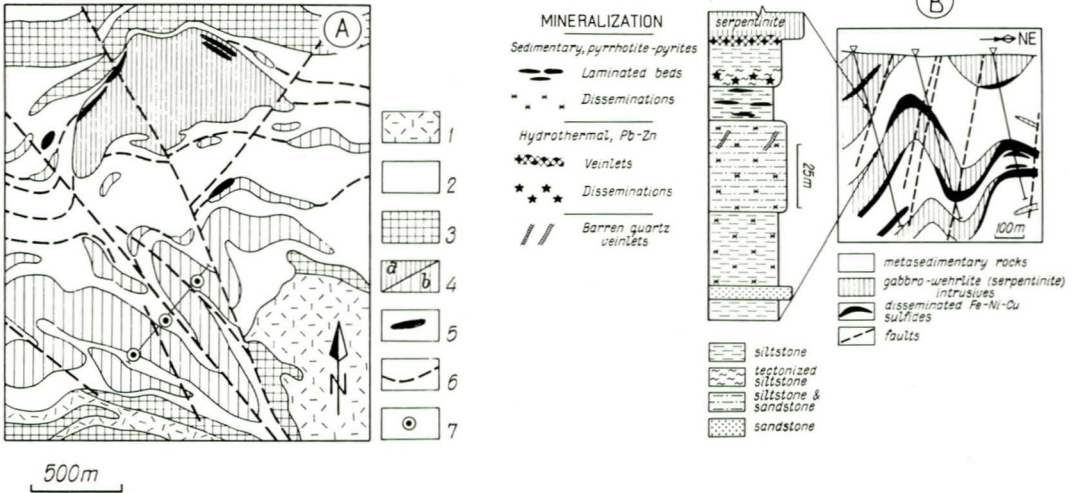 A
N
500m
1
2
3
a
b
4
5
6
7
MINERALIZATION
Sedimentary, pyrrhotite-pyrites
Laminated beds
Disseminations
Hydrothermal, Pb-Zn
Veinlets
Disseminations
Barren quartz
veinlets
serpentinite
25m
siltstone
tectonized
siltstone
siltstone &
sandstone
sandstone
B
NE
100m
metasedimentary rocks
gabbro-wehrlite (serpentinite)
intrusives
disseminated Fe-Ni-Cu
sulfides
faults